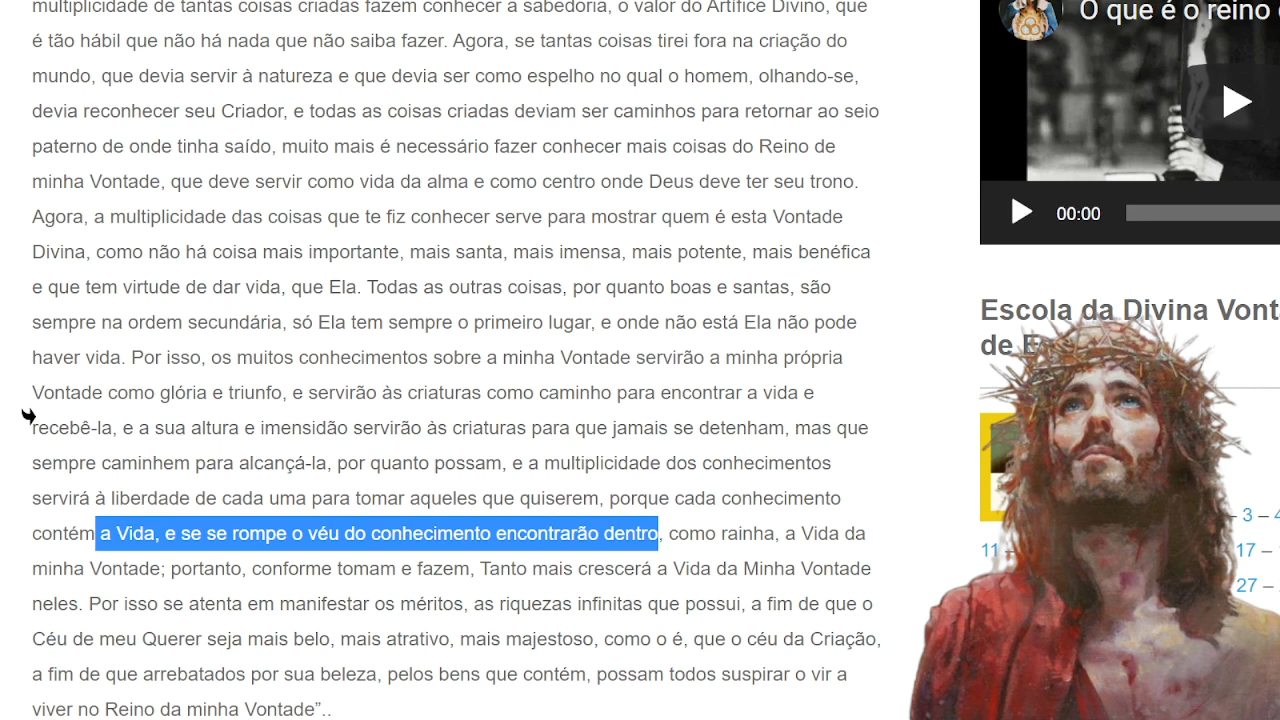 multiplicidade de tantas coisas criadas fazem conhecer a sabedoria, o valor do Artífice Divino, que
é tão hábil que não há nada que não saiba fazer. Agora, se tantas coisas tirei fora na criação do
mundo, que devia servir à natureza e que devia ser como espelho no qual o homem, olhando-se,
devia reconhecer seu Criador, e todas as coisas criadas deviam ser caminhos para retornar ao seio
paterno de onde tinha saído, muito mais é necessário fazer conhecer mais coisas do Reino de
minha Vontade, que deve servir como vida da alma e como centro onde Deus deve ter seu trono.
Agora, a multiplicidade das coisas que te fiz conhecer serve para mostrar quem é esta Vontade
Divina, como não há coisa mais importante, mais santa, mais imensa, mais potente, mais benéfica
e que tem virtude de dar vida, que Ela. Todas as outras coisas, por quanto boas e santas, são
sempre na ordem secundária, só Ela tem sempre o primeiro lugar, e onde não está Ela não pode
haver vida. Por isso, os muitos conhecimentos sobre a minha Vontade servirão a minha própria
Vontade como glória e triunfo, e servirão às criaturas como caminho para encontrar a vida e
recebê-la, e a sua altura e imensidão servirão às criaturas para que jamais se detenham, mas que
sempre caminhem para alcançá-la, por quanto possam, e a multiplicidade dos conhecimentos
servirá à liberdade de cada uma para tomar aqueles que quiserem, porque cada conhecimento
contém a Vida, e se se rompe o véu do conhecimento encontrarão dentro, como rainha, a Vida da
minha Vontade; portanto, conforme tomam e fazem, Tanto mais crescerá a Vida da Minha Vontade
neles. Por isso se atenta em manifestar os méritos, as riquezas infinitas que possui, a fim de que o
Céu de meu Querer seja mais belo, mais atrativo, mais majestoso, como o é, que o céu da Criação,
a fim de que arrebatados por sua beleza, pelos bens que contém, possam todos suspirar o vir a
viver no Reino da minha Vontade”..
O que é o reino
00:00
Escola da Divina Vont
de
– 3 – 4
11 – 17 –
27 –